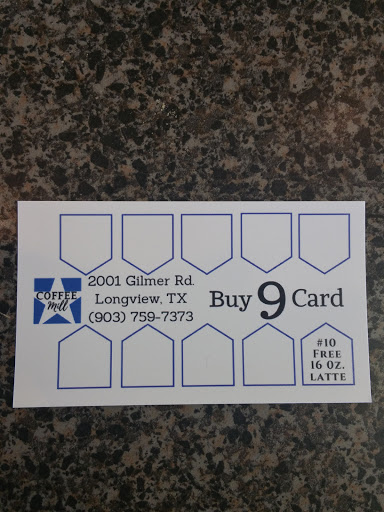 COFFEE
mill
2001 Gilmer Rd.
Longview, TX
(903) 759-7373
Buy 9 Card
#10
FREE
16 OZ.
LATTE